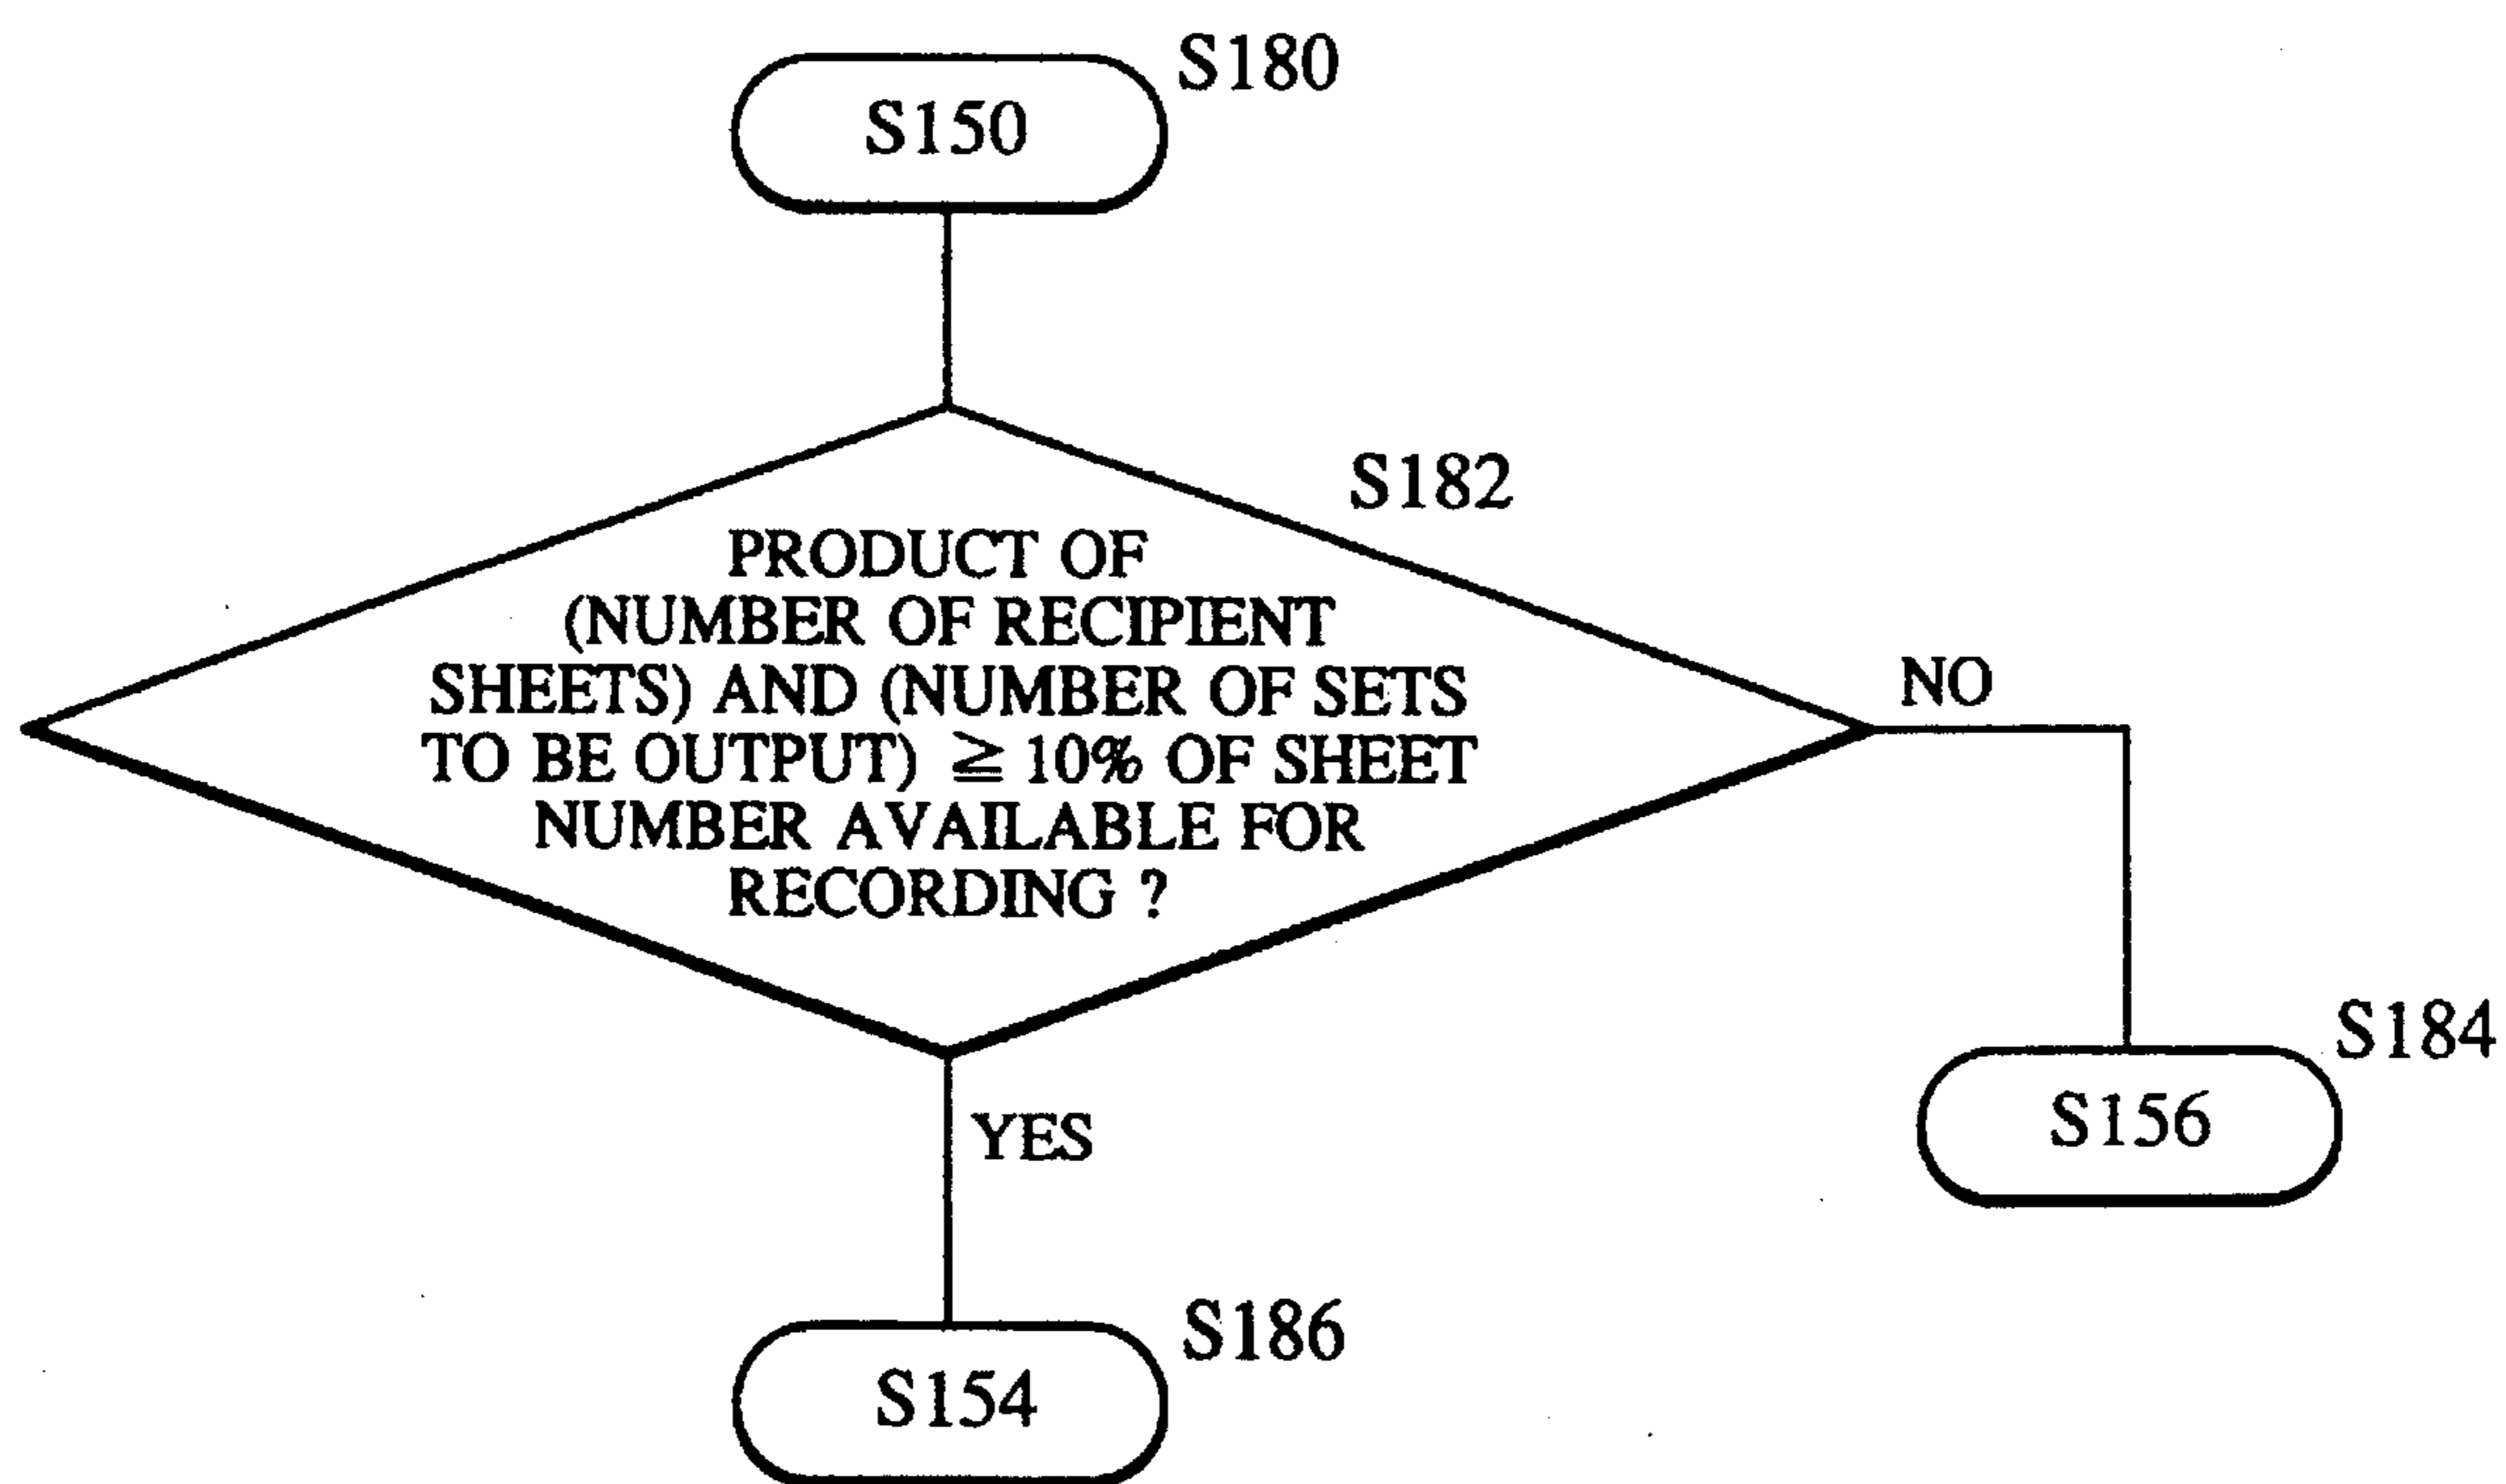 S180
S150
S182
PRODUCT OF
(NUMBER OF RECIPIENT
SHEETS) AND (NUMBER OF SETS
TO BE OUTPUT) ≧ 10% OF SHEET
NUMBER AVAILABLE FOR
RECORDING ?
NO
S184
S156
YES
S186
S154